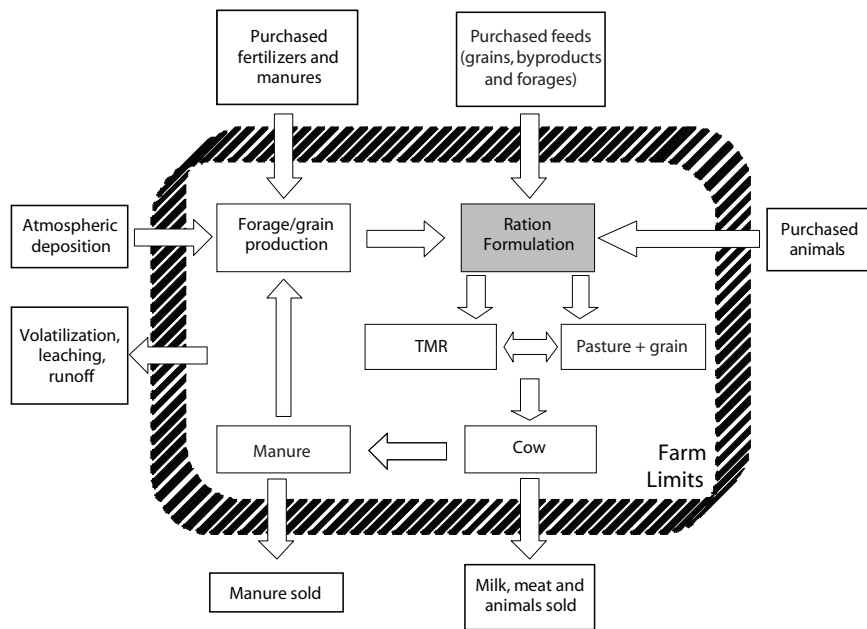 Purchased
fertilizers and
manures
Purchased feeds
(grains, byproducts
and forages)
Atmospheric
deposition
Forage/grain
production
Ration
Formulation
Purchased
animals
Volatilization,
leaching,
runoff
TMR
Pasture + grain
Manure
Cow
Farm
Limits
Manure sold
Milk, meat and
animals sold